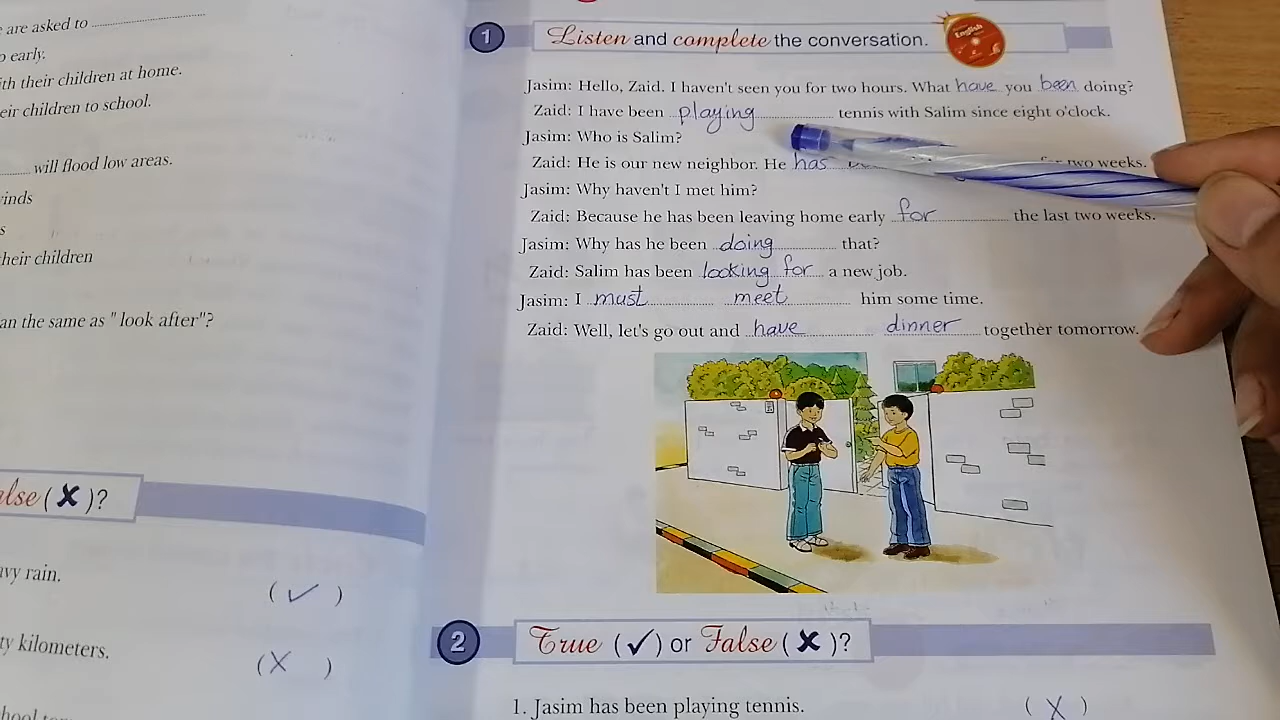 are asked to
early.
ith their children at home.
eir children to school.
will flood low areas.
inds
s
heir children
an the same as " look after"?
alse (✗)?
avy rain.
(✓)
ty kilometers.
(X)
1
Listen and complete the conversation.
English
Jasim: Hello, Zaid. I haven't seen you for two hours. What have you been doing?
Zaid: I have been playing tennis with Salim since eight o'clock.
Jasim: Who is Salim?
Zaid: He is our new neighbor. He has two weeks.
Jasim: Why haven't I met him?
Zaid: Because he has been leaving home early for the last two weeks.
Jasim: Why has he been doing that?
Zaid: Salim has been looking for a new job.
Jasim: I must meet him some time.
Zaid: Well, let's go out and have dinner together tomorrow.
2
True (✓) or False (✗)?
1. Jasim has been playing tennis. (X)